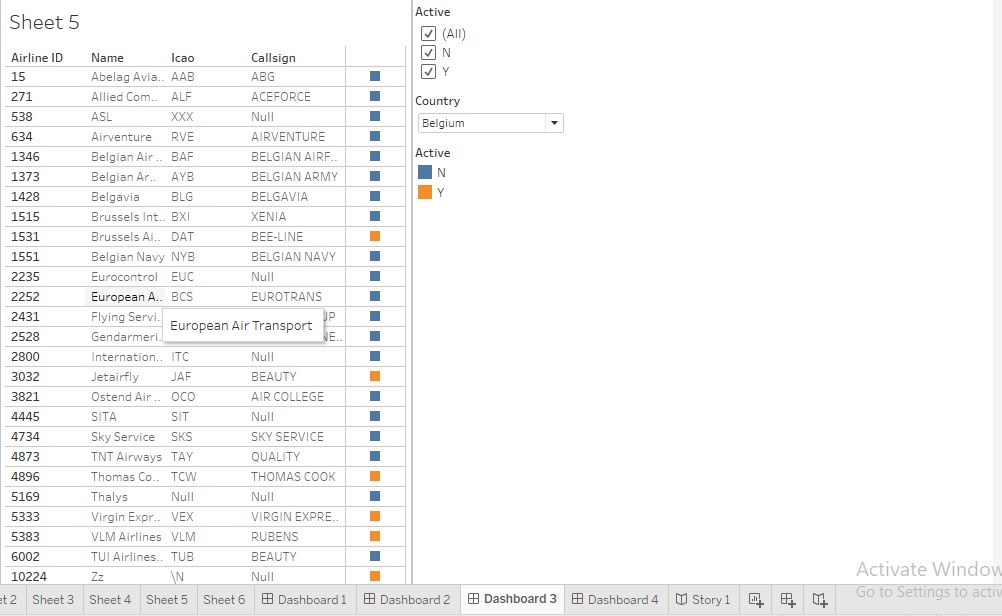 Sheet 5
Airline ID Name Icao Callsign
15 Abelag Avia.. AAB ABG
271 Allied Com.. ALF ACEFORCE
538 ASL XXX Null
634 Airventure RVE AIRVENTURE
1346 Belgian Air .. BAF BELGIAN AIRF..
1373 Belgian Ar.. AYB BELGIAN ARMY
1428 Belgavia BLG BELGAVIA
1515 Brussels Int.. BXI XENIA
1531 Brussels Ai.. DAT BEE-LINE
1551 Belgian Navy NYB BELGIAN NAVY
2235 Eurocontrol EUC Null
2252 European A.. BCS EUROTRANS
2431 Flying Servi.. JP
European Air Transport
2528 Gendarmeri.. NE..
2800 Internation.. ITC Null
3032 Jetairfly JAF BEAUTY
3821 Ostend Air .. OCO AIR COLLEGE
4445 SITA SIT Null
4734 Sky Service SKS SKY SERVICE
4873 TNT Airways TAY QUALITY
4896 Thomas Co.. TCW THOMAS COOK
5169 Thalys Null Null
5333 Virgin Expr.. VEX VIRGIN EXPRE..
5383 VLM Airlines VLM RUBENS
6002 TUI Airlines.. TUB BEAUTY
10224 Zz \N Null
Active
(All)
N
Y
Country
Belgium
Active
N
Y
Activate Window
Go to Settings to activ
et 2 Sheet 3 Sheet 4 Sheet 5 Sheet 6 Dashboard 1 Dashboard 2 Dashboard 3 Dashboard 4 Story 1